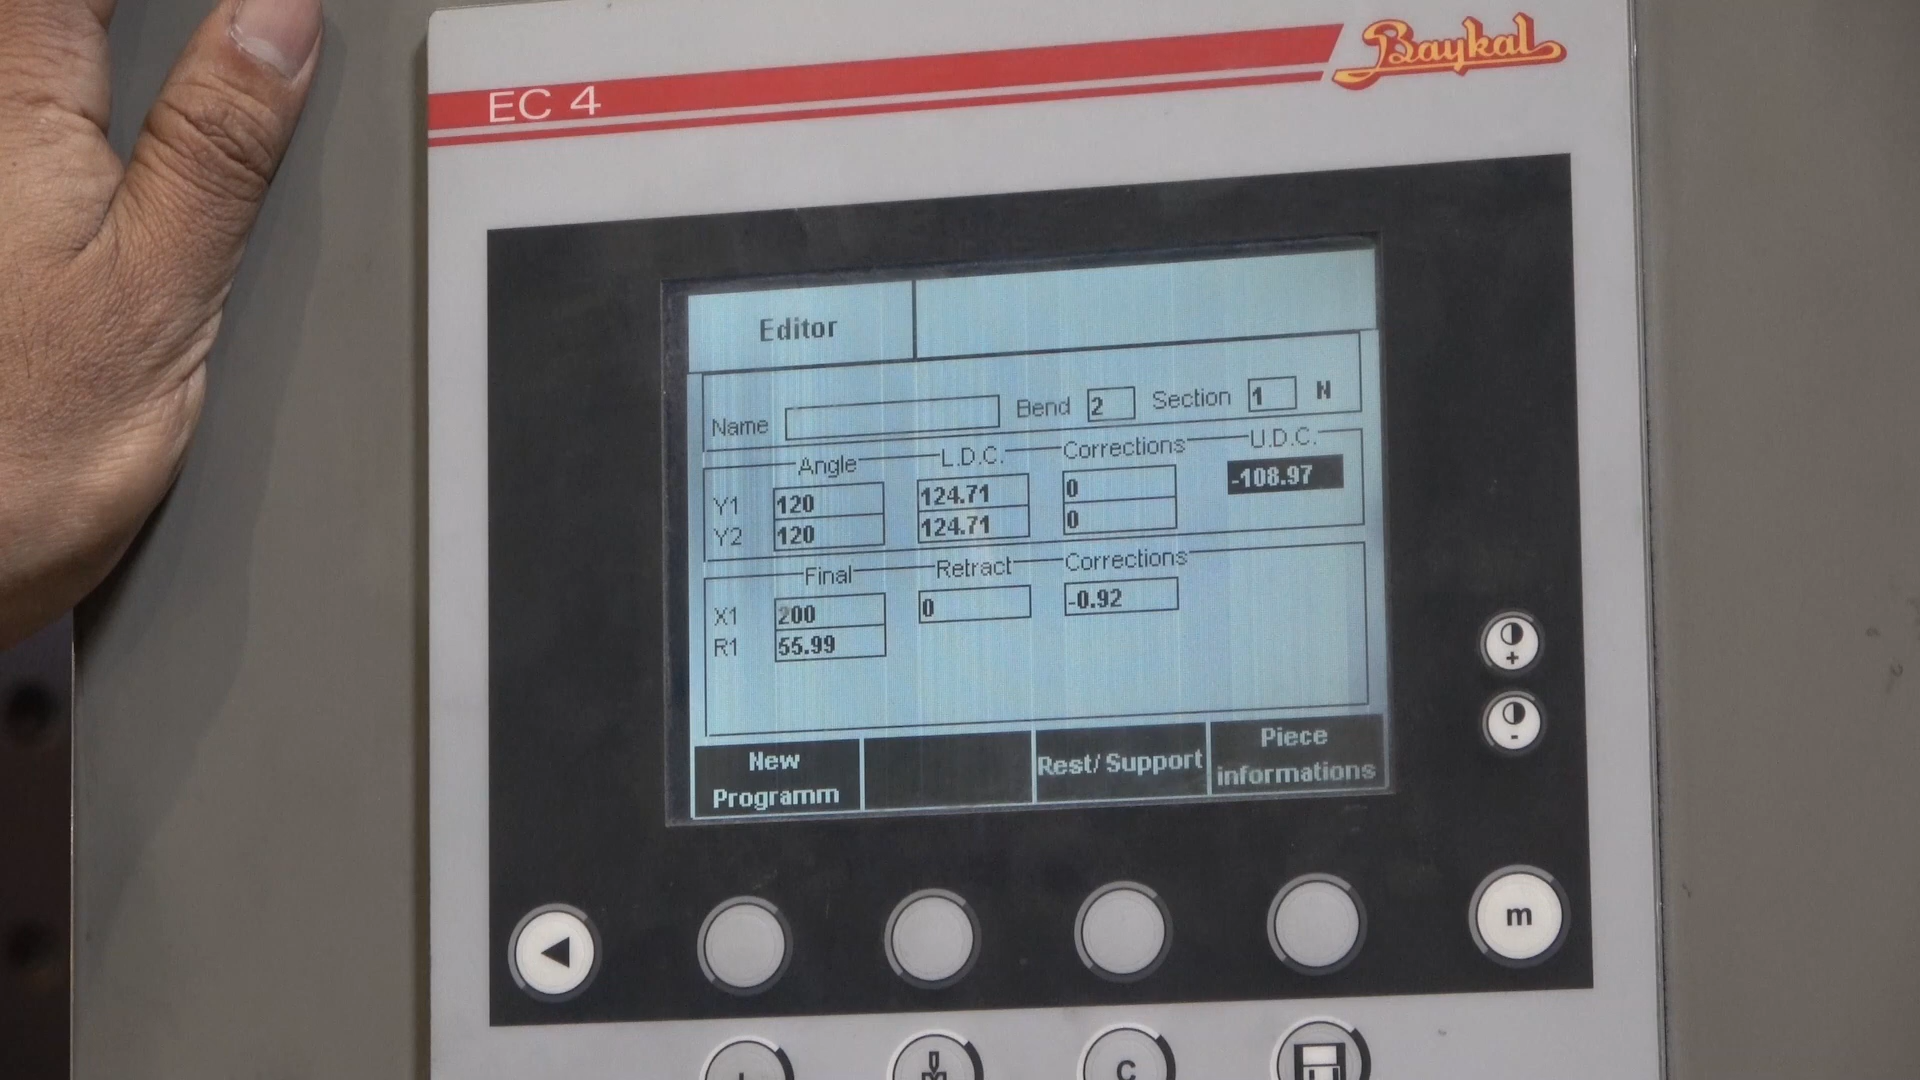 Baykal
EC 4
Editor
Name Bend 2 Section 1 N
Angle L.D.C. Corrections U.D.C.
Y1 120 124.71 0 -108.97
Y2 120 124.71 0
Final Retract Corrections
X1 200 0 -0.92
R1 55.99
New Programm Rest/Support Piece informations
+
-
m
C